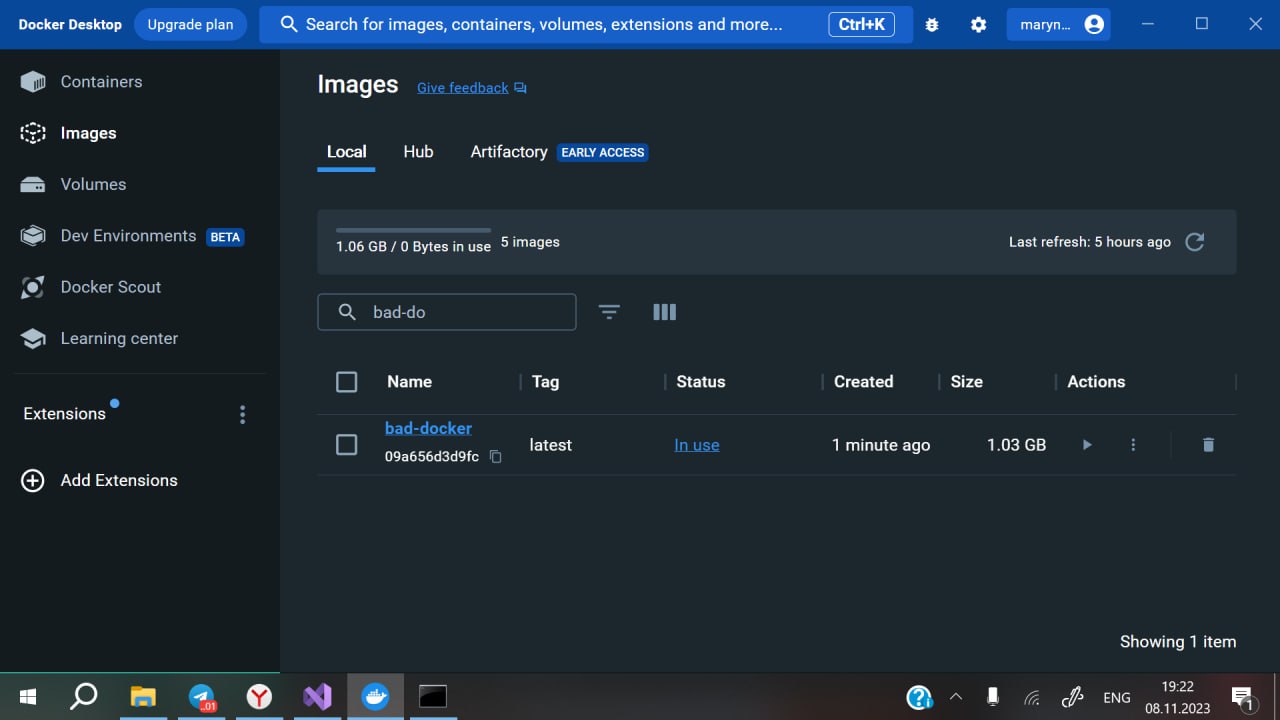 Docker Desktop Upgrade plan Search for images, containers, volumes, extensions and more... Ctrl+K maryn...
Containers
Images
Volumes
Dev Environments BETA
Docker Scout
Learning center
Extensions
Add Extensions
Images Give feedback
Local Hub Artifactory EARLY ACCESS
1.06 GB / 0 Bytes in use 5 images Last refresh: 5 hours ago
bad-do
Name Tag Status Created Size Actions
bad-docker
09a656d3d9fc latest In use 1 minute ago 1.03 GB
Showing 1 item
.01
ENG
19:22
08.11.2023
1